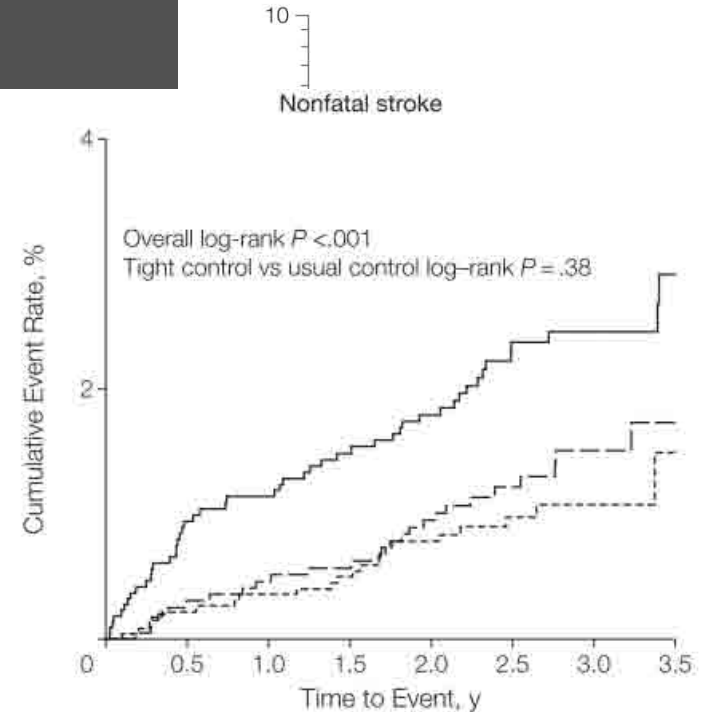 10
Nonfatal stroke
4
Overall log-rank P <.001
Tight control vs usual control log–rank P = .38
Cumulative Event Rate, %
2
0 0.5 1.0 1.5 2.0 2.5 3.0 3.5
Time to Event, y